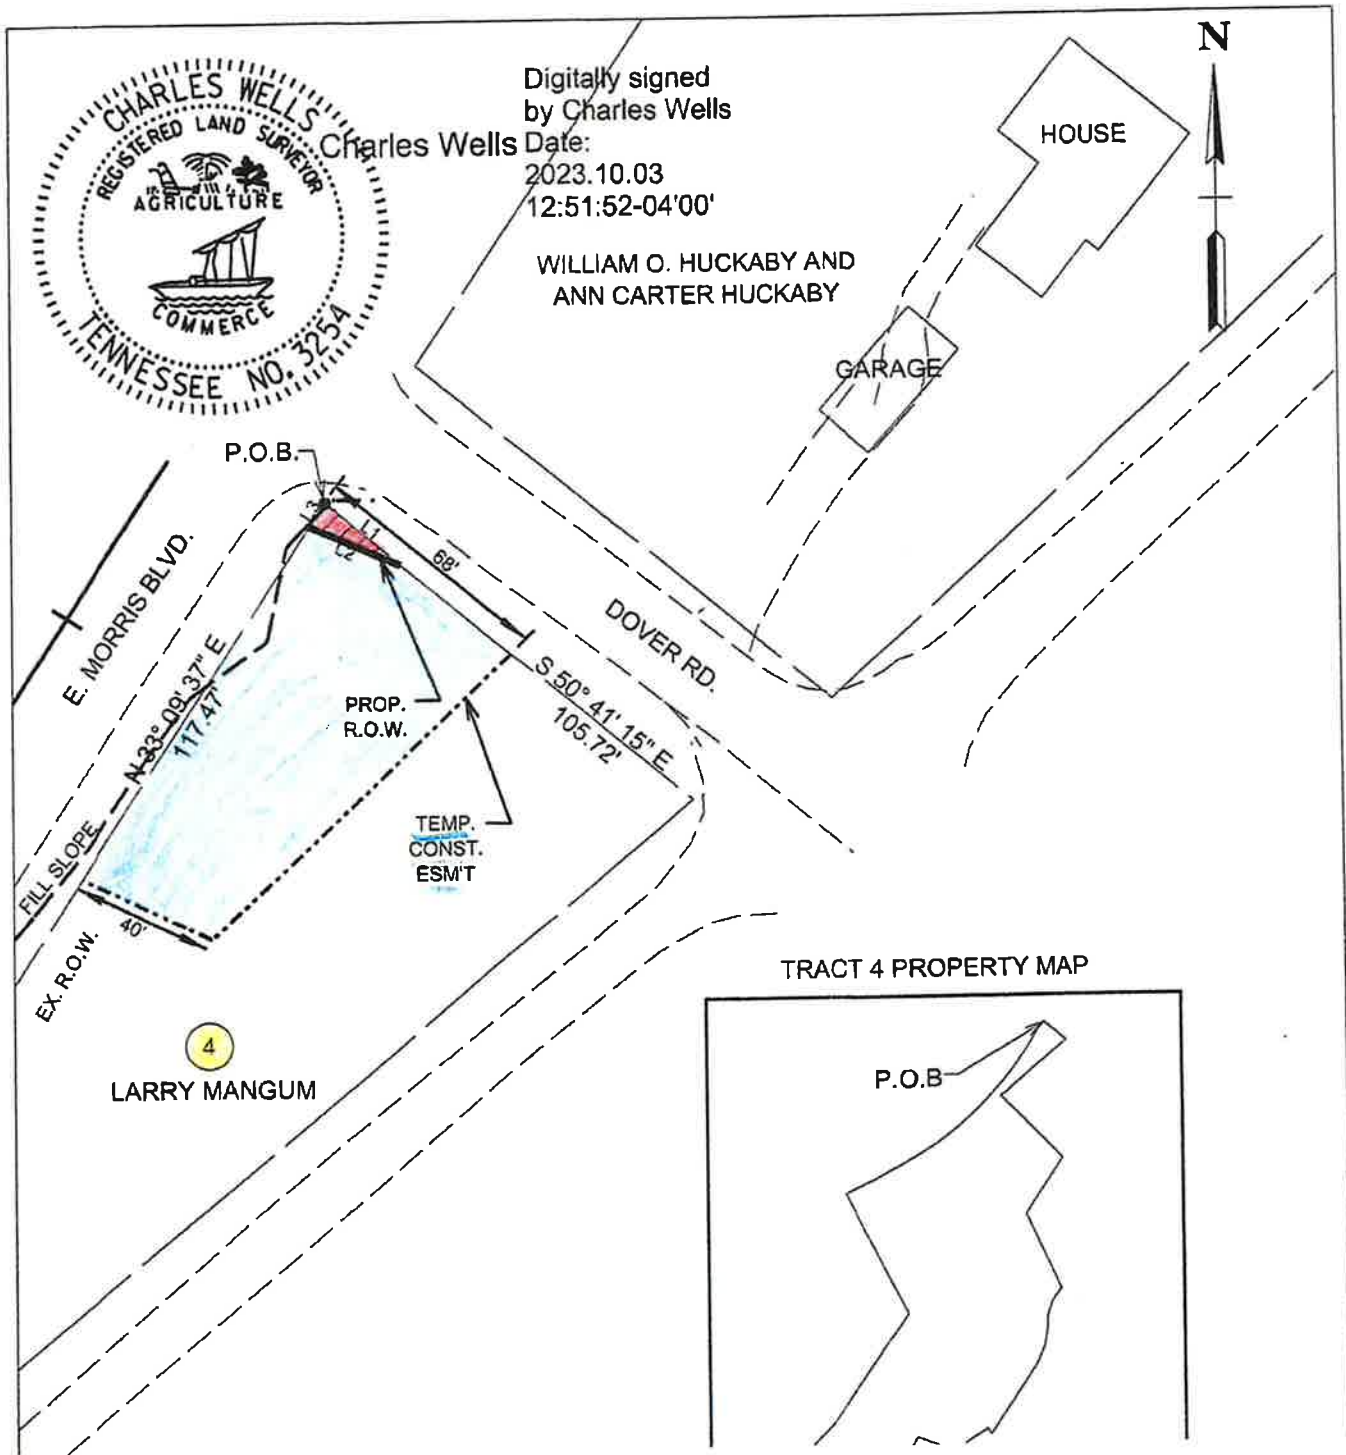 N
CHARLES WELLS
REGISTERED LAND SURVEYOR
AGRICULTURE
COMMERCE
TENNESSEE NO. 3254
Charles Wells
Digitally signed
by Charles Wells
Date:
2023.10.03
12:51:52-04'00'
HOUSE
WILLIAM O. HUCKABY AND
ANN CARTER HUCKABY
GARAGE
P.O.B.
L1
L2
68'
E. MORRIS BLVD.
DOVER RD.
N 33° 09' 37" E
117.47'
S 50° 41' 15" E
105.72'
PROP.
R.O.W.
TEMP.
CONST.
ESM'T
FILL SLOPE
40'
EX. R.O.W.
4
LARRY MANGUM
TRACT 4 PROPERTY MAP
P.O.B